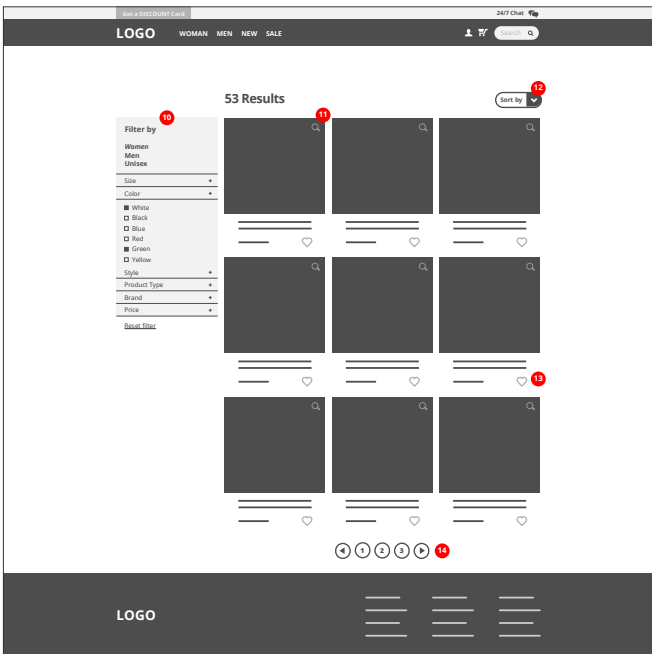 Get a DISCOUNT Card
24/7 Chat
LOGO WOMAN MEN NEW SALE
Search
53 Results
12
Sort by
10
11
Filter by
Women
Men
Unisex
Size +
Color +
White
Black
Blue
Red
Green
Yellow
Style +
Product Type +
Brand +
Price +
Reset filter
13
1 2 3 14
LOGO